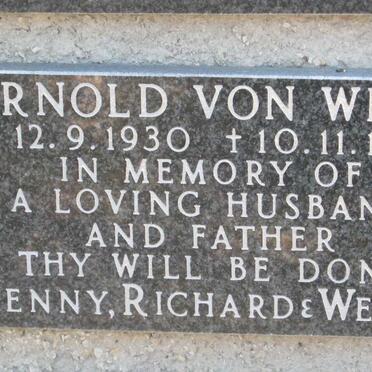 RNOLD VON W
12.9.1930 ✝ 10.11.1
IN MEMORY OF
A LOVING HUSBAN
AND FATHER
THY WILL BE DON
ENNY, RICHARD & WE